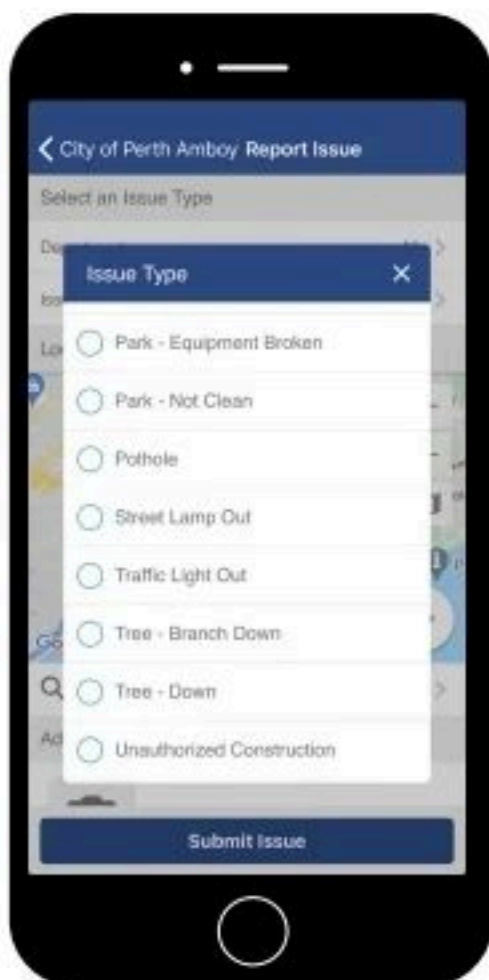 City of Perth Amboy Report Issue
Select an Issue Type
Issue Type
Park - Equipment Broken
Park - Not Clean
Pothole
Street Lamp Out
Traffic Light Out
Tree - Branch Down
Tree - Down
Unauthorized Construction
Submit Issue